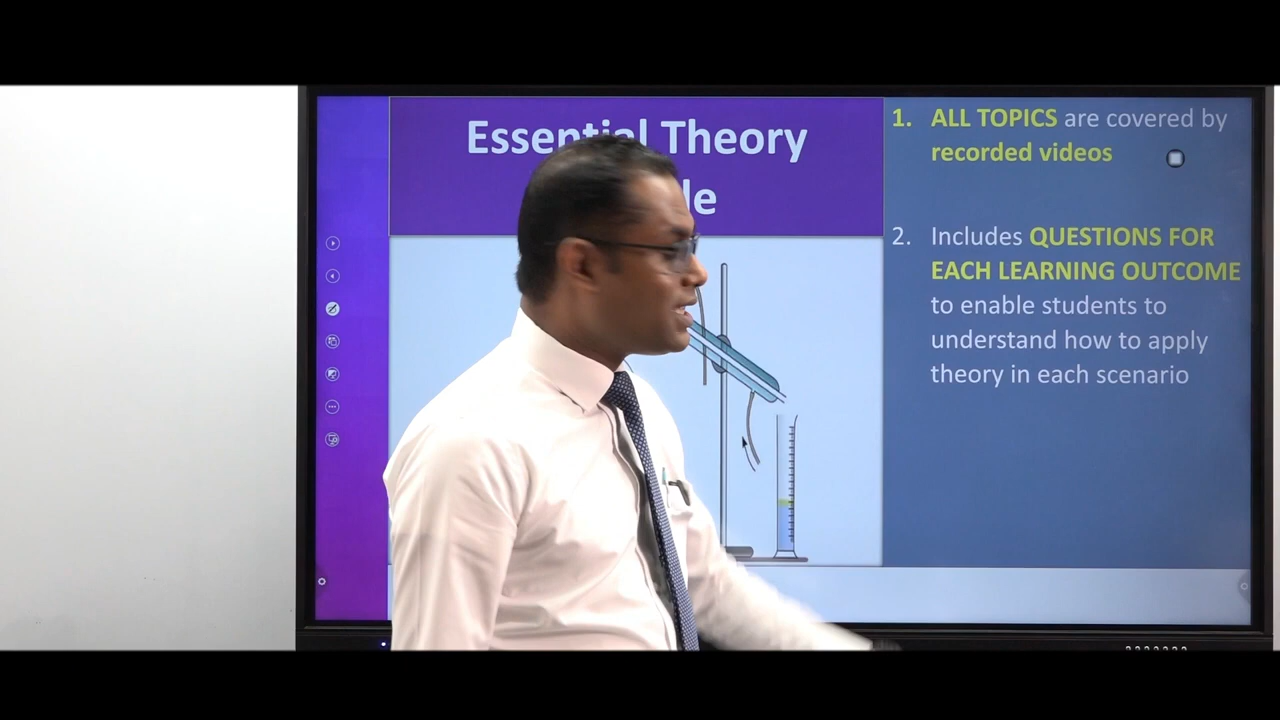 Essential Theory
1. ALL TOPICS are covered by
recorded videos
2. Includes QUESTIONS FOR
EACH LEARNING OUTCOME
to enable students to
understand how to apply
theory in each scenario